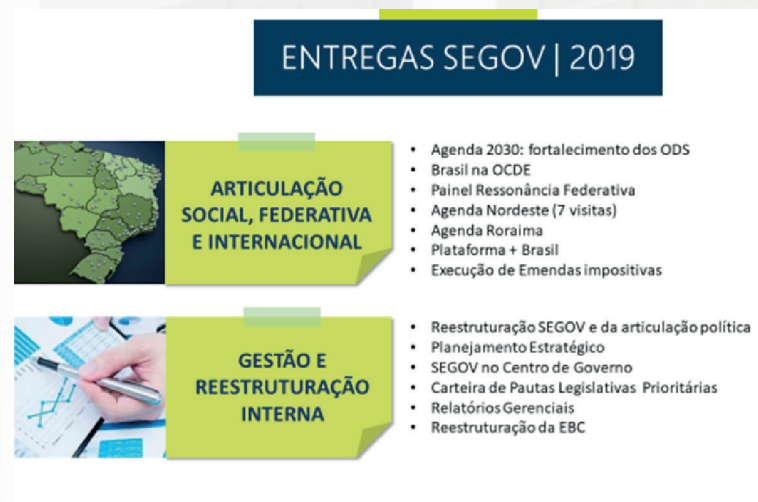 ENTREGAS SEGOV | 2019
ARTICULAÇÃO
SOCIAL, FEDERATIVA
E INTERNACIONAL
• Agenda 2030: fortalecimento dos ODS
• Brasil na OCDE
• Painel Ressonância Federativa
• Agenda Nordeste (7 visitas)
• Agenda Roraima
• Plataforma + Brasil
• Execução de Emendas impositivas
GESTÃO E
REESTRUTURAÇÃO
INTERNA
• Reestruturação SEGOV e da articulação política
• Planejamento Estratégico
• SEGOV no Centro de Governo
• Carteira de Pautas Legislativas Prioritárias
• Relatórios Gerenciais
• Reestruturação da EBC